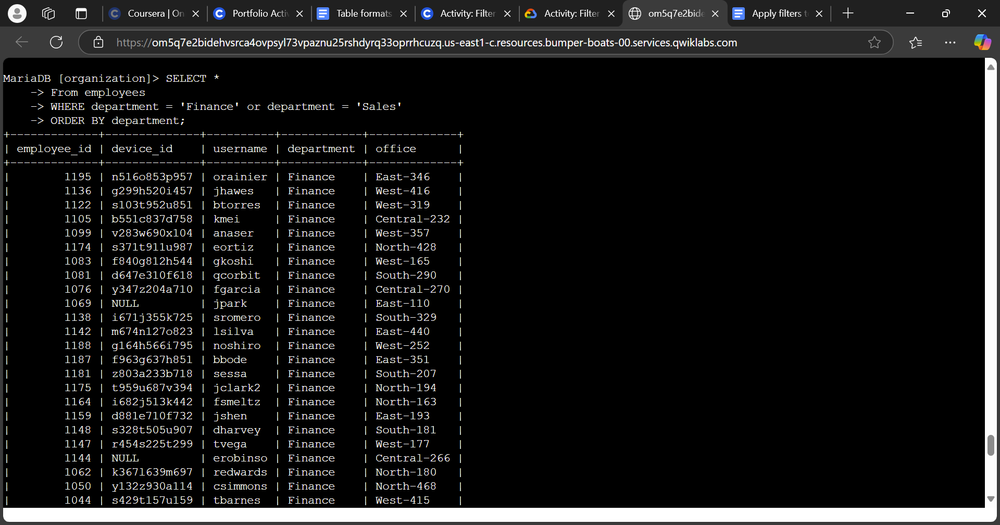 Coursera | On
Portfolio Activ
Table formats
Activity: Filter
Activity: Filter
om5q7e2bide
Apply filters t
https://om5q7e2bidehvsrca4ovpsyl73vpaznu25rshdyrq33oprrhcuzq.us-east1-c.resources.bumper-boats-00.services.qwiklabs.com
MariaDB [organization]> SELECT *
    -> From employees
    -> WHERE department = 'Finance' or department = 'Sales'
    -> ORDER BY department;
+-------------+--------------+----------+------------+-------------+
| employee_id | device_id    | username | department | office      |
+-------------+--------------+----------+------------+-------------+
|        1195 | n516o853p957 | orainier | Finance    | East-346    |
|        1136 | g299h520i457 | jhawes   | Finance    | West-416    |
|        1122 | s103t952u851 | btorres  | Finance    | West-319    |
|        1105 | b551c837d758 | kmei     | Finance    | Central-232 |
|        1099 | v283w690x104 | anaser   | Finance    | West-357    |
|        1174 | s371t911u987 | eortiz   | Finance    | North-428   |
|        1083 | f840g812h544 | gkoshi   | Finance    | West-165    |
|        1081 | d647e310f618 | qcorbit  | Finance    | South-290   |
|        1076 | y347z204a710 | fgarcia  | Finance    | Central-270 |
|        1069 | NULL         | jpark    | Finance    | East-110    |
|        1138 | i671j355k725 | sromero  | Finance    | South-329   |
|        1142 | m674n127o823 | lsilva   | Finance    | East-440    |
|        1188 | g164h566i795 | noshiro  | Finance    | West-252    |
|        1187 | f963g637h851 | bbode    | Finance    | East-351    |
|        1181 | z803a233b718 | sessa    | Finance    | South-207   |
|        1175 | t959u687v394 | jclark2  | Finance    | North-194   |
|        1164 | i682j513k442 | fsmeltz  | Finance    | North-163   |
|        1159 | d881e710f732 | jshen    | Finance    | East-193    |
|        1148 | s328t505u907 | dharvey  | Finance    | South-181   |
|        1147 | r454s225t299 | tvega    | Finance    | West-177    |
|        1144 | NULL         | erobinso | Finance    | Central-266 |
|        1062 | k367l639m697 | redwards | Finance    | North-180   |
|        1050 | y132z930a114 | csimmons | Finance    | North-468   |
|        1044 | s429t157u159 | tbarnes  | Finance    | West-415    |